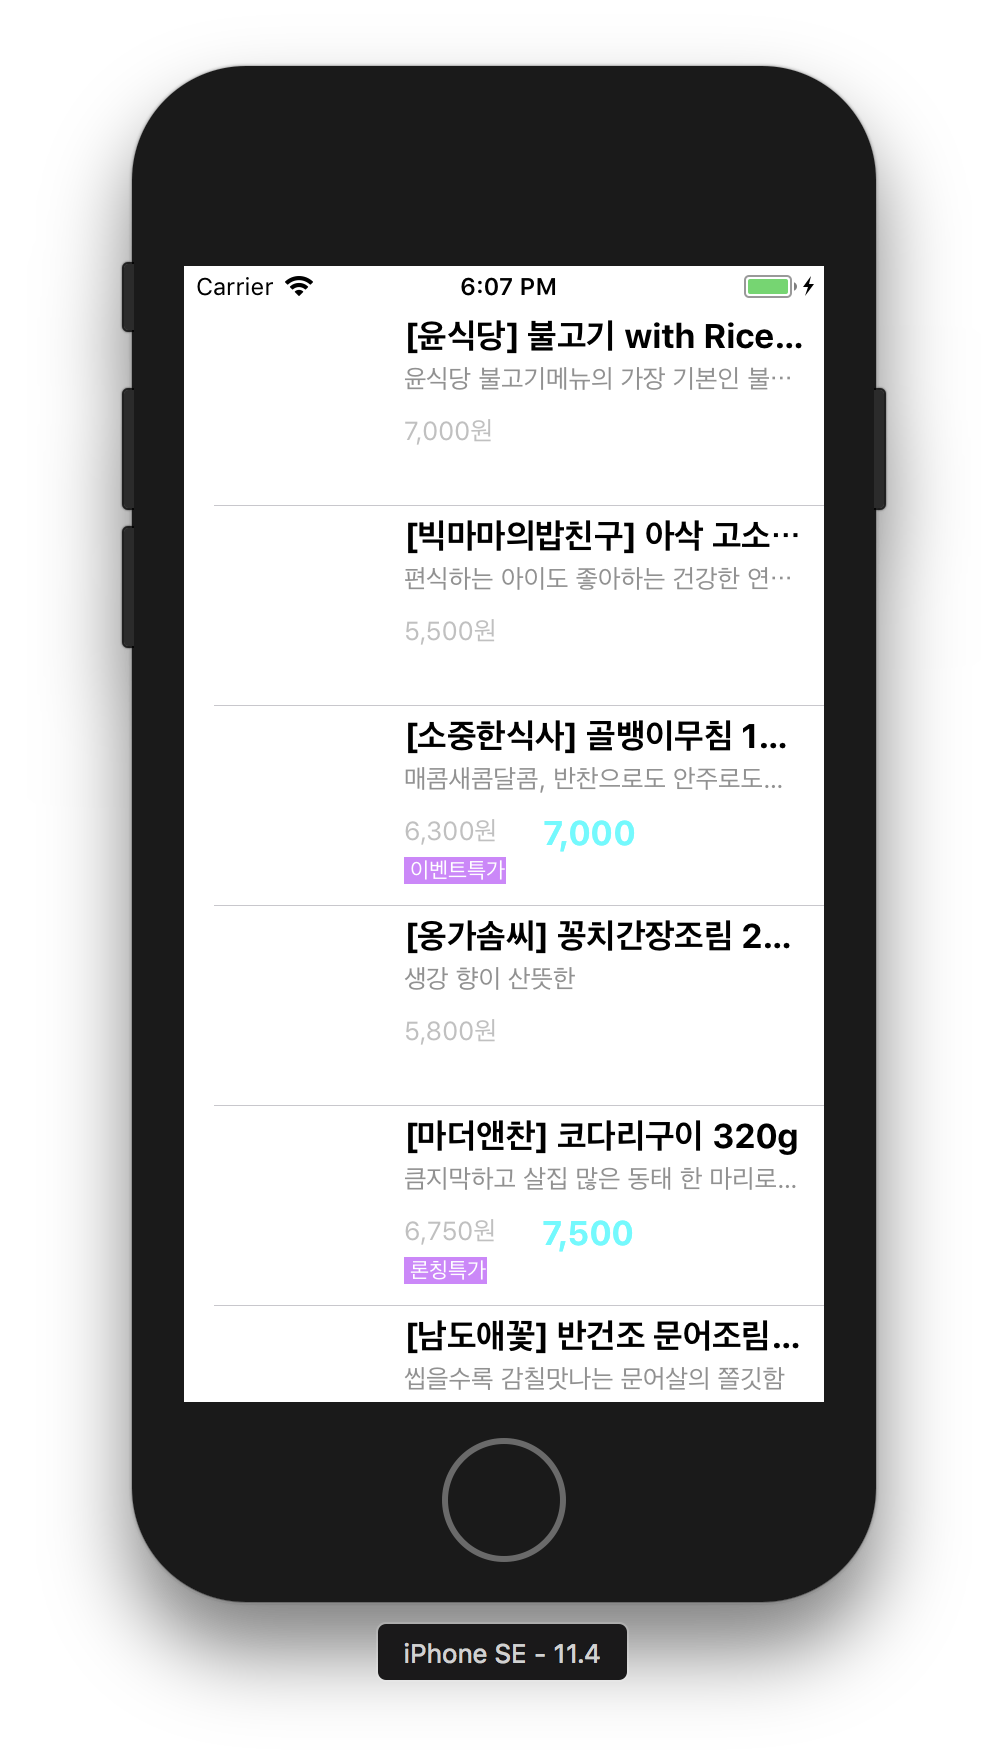 Carrier 6:07 PM
[윤식당] 불고기 with Rice...
윤식당 불고기메뉴의 가장 기본인 불…
7,000원
[빅마마의밥친구] 아삭 고소…
편식하는 아이도 좋아하는 건강한 연…
5,500원
[소중한식사] 골뱅이무침 1...
매콤새콤달콤, 반찬으로도 안주로도...
6,300원 7,000
이벤트특가
[옹가솜씨] 꽁치간장조림 2...
생강 향이 산뜻한
5,800원
[마더앤찬] 코다리구이 320g
큼지막하고 살집 많은 동태 한 마리로...
6,750원 7,500
론칭특가
[남도애꽃] 반건조 문어조림...
씹을수록 감칠맛나는 문어살의 쫄깃함
iPhone SE - 11.4